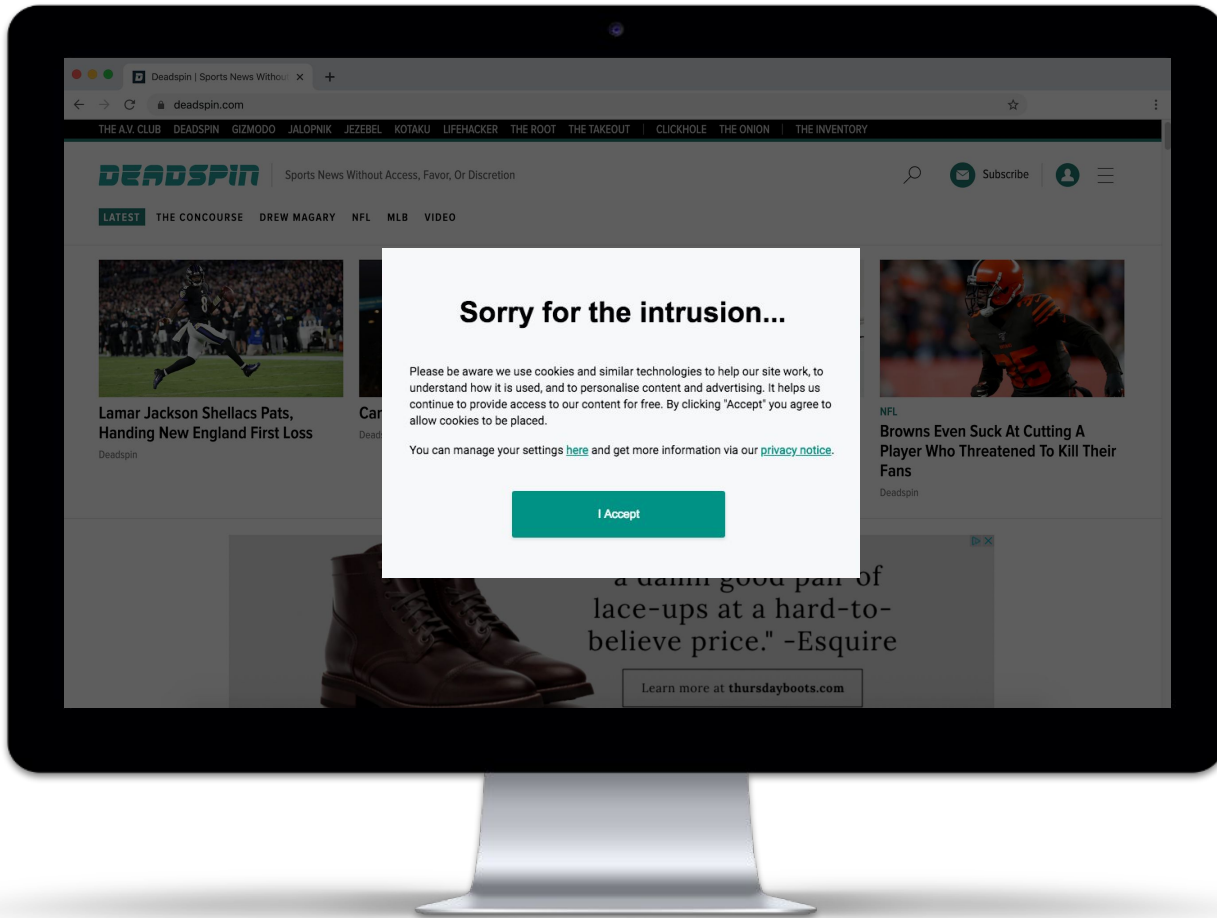 Deadspin | Sports News Withou
deadspin.com
THE A.V. CLUB DEADSPIN GIZMODO JALOPNIK JEZEBEL KOTAKU LIFEHACKER THE ROOT THE TAKEOUT | CLICKHOLE THE ONION | THE INVENTORY
DEADSPIN Sports News Without Access, Favor, Or Discretion Subscribe
LATEST THE CONCOURSE DREW MAGARY NFL MLB VIDEO
Sorry for the intrusion...
Please be aware we use cookies and similar technologies to help our site work, to
understand how it is used, and to personalise content and advertising. It helps us
continue to provide access to our content for free. By clicking "Accept" you agree to
allow cookies to be placed.
You can manage your settings here and get more information via our privacy notice.
I Accept
8
Lamar Jackson Shellacs Pats,
Handing New England First Loss
Deadspin
Car
Dead
NFL
Browns Even Suck At Cutting A
Player Who Threatened To Kill Their
Fans
Deadspin
a damn good pair of
lace-ups at a hard-to-
believe price." -Esquire
Learn more at thursdayboots.com